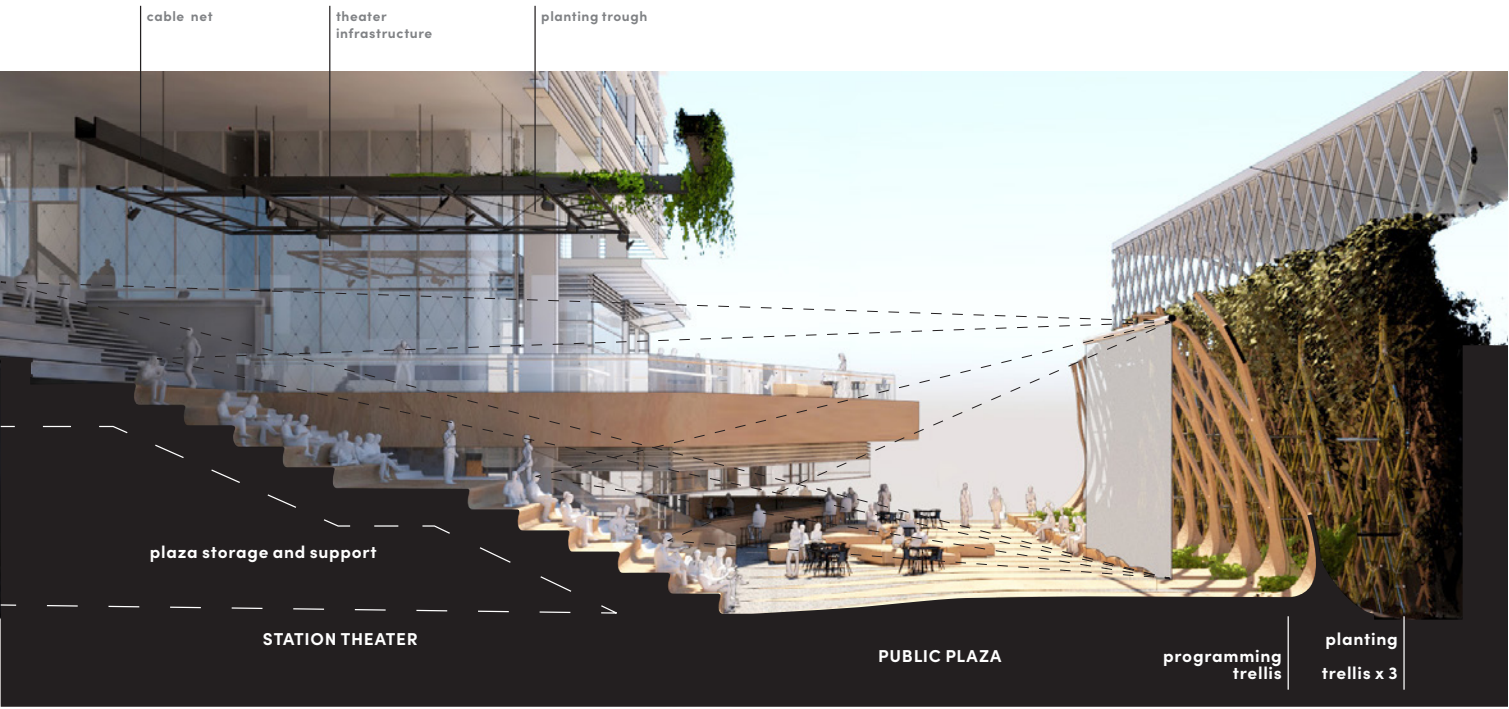 cable net
theater
infrastructure
planting trough
plaza storage and support
STATION THEATER
PUBLIC PLAZA
programming
trellis
planting
trellis x 3